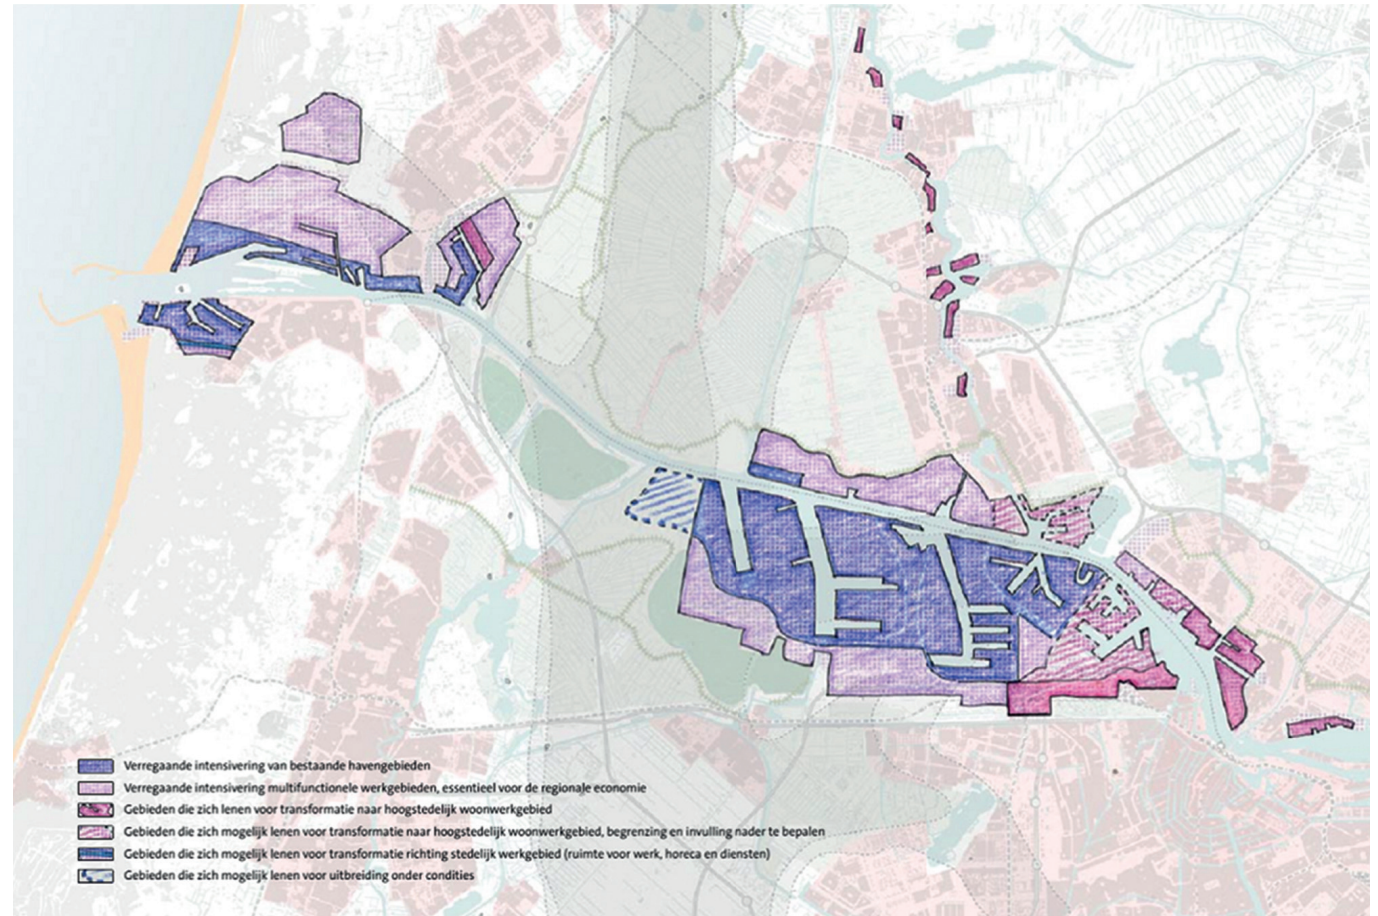 Verregaande intensivering van bestaande havengebieden
Verregaande intensivering multifunctionele werkgebieden, essentieel voor de regionale economie
Gebieden die zich lenen voor transformatie naar hoogstedelijk woonwerkgebied
Gebieden die zich mogelijk lenen voor transformatie naar hoogstedelijk woonwerkgebied, begrenzing en invulling nader te bepalen
Gebieden die zich mogelijk lenen voor transformatie richting stedelijk werkgebied (ruimte voor werk, horeca en diensten)
Gebieden die zich mogelijk lenen voor uitbreiding onder condities